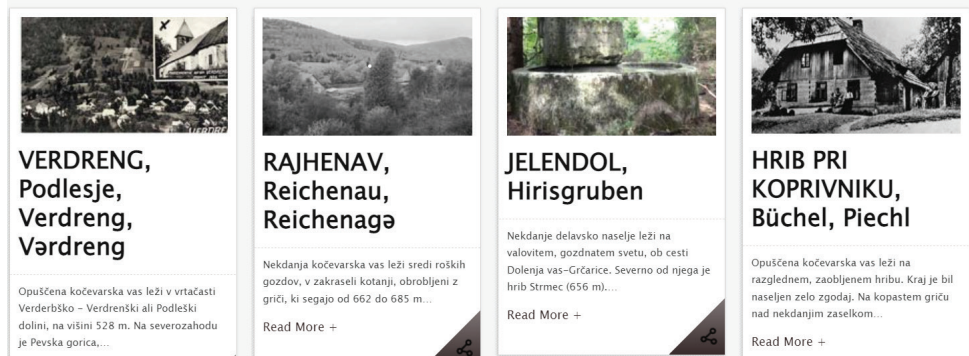 VERDRENG,
Podlesje,
Verdreng,
Vərdreng
Opuščena kočevarska vas leži v vrtačasti
Verderbško – Verdrenški ali Podleški
dolini, na višini 528 m. Na severozahodu
je Pevska gorica,...
RAJHENAV,
Reichenau,
Reichenagə
Nekdanja kočevarska vas leži sredi roških
gozdov, v zakraseli kotanji, obrobljeni z
griči, ki segajo od 662 do 685 m...
Read More +
JELENDOL,
Hirisgruben
Nekdanje delavsko naselje leži na
valovitem, gozdnatem svetu, ob cesti
Dolenja vas–Grčarice. Severno od njega je
hrib Strmec (656 m)....
Read More +
HRIB PRI
KOPRIVNIKU,
Büchel, Piechl
Opuščena kočevarska vas leži na
razglednem, zaobljenem hribu. Kraj je bil
naseljen zelo zgodaj. Na kopastem griču
nad nekdanjim zaselkom...
Read More +